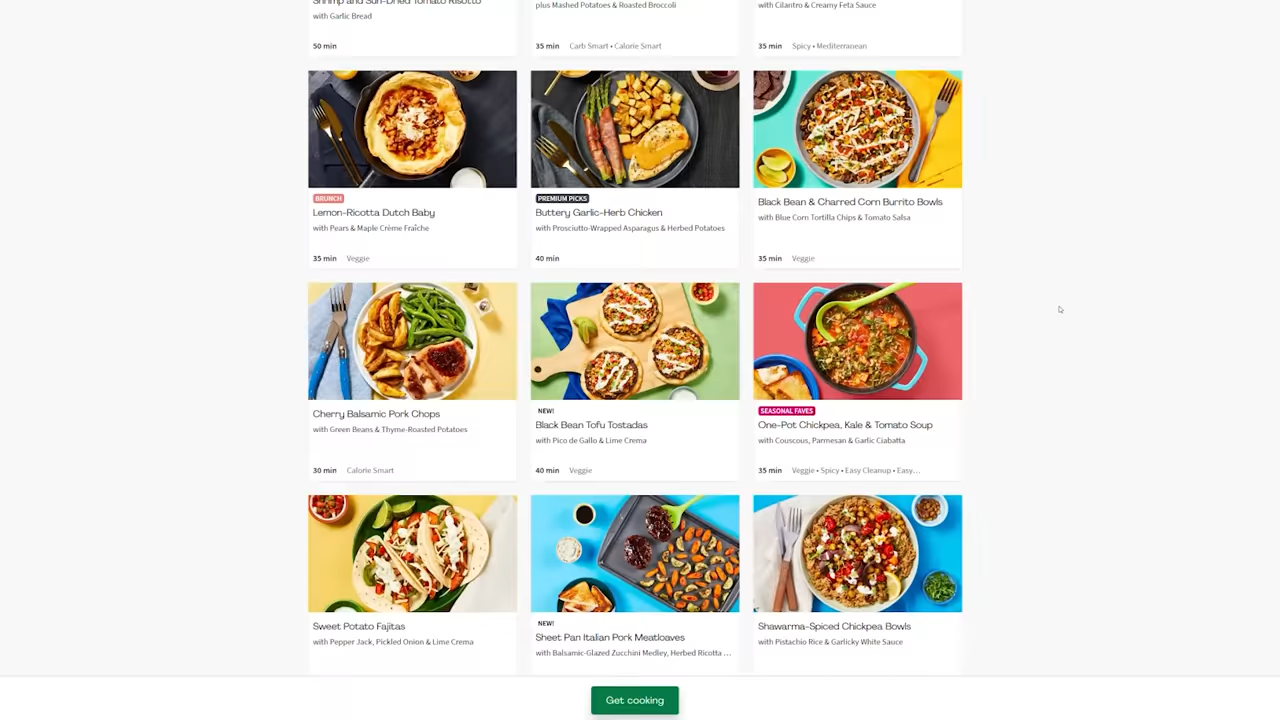 Shrimp and Sun-Dried Tomato Risotto
with Garlic Bread
50 min
plus Mashed Potatoes & Roasted Broccoli
35 min Carb Smart • Calorie Smart
with Cilantro & Creamy Feta Sauce
35 min Spicy • Mediterranean
BRUNCH
Lemon-Ricotta Dutch Baby
with Pears & Maple Crème Fraîche
35 min Veggie
PREMIUM PICKS
Buttery Garlic-Herb Chicken
with Prosciutto-Wrapped Asparagus & Herbed Potatoes
40 min
Black Bean & Charred Corn Burrito Bowls
with Blue Corn Tortilla Chips & Tomato Salsa
35 min Veggie
Cherry Balsamic Pork Chops
with Green Beans & Thyme-Roasted Potatoes
30 min Calorie Smart
NEW!
Black Bean Tofu Tostadas
with Pico de Gallo & Lime Crema
40 min Veggie
SEASONAL FAVES
One-Pot Chickpea, Kale & Tomato Soup
with Couscous, Parmesan & Garlic Ciabatta
35 min Veggie • Spicy • Easy Cleanup • Easy...
Sweet Potato Fajitas
with Pepper Jack, Pickled Onion & Lime Crema
NEW!
Sheet Pan Italian Pork Meatloaves
with Balsamic-Glazed Zucchini Medley, Herbed Ricotta ...
Shawarma-Spiced Chickpea Bowls
with Pistachio Rice & Garlicky White Sauce
Get cooking